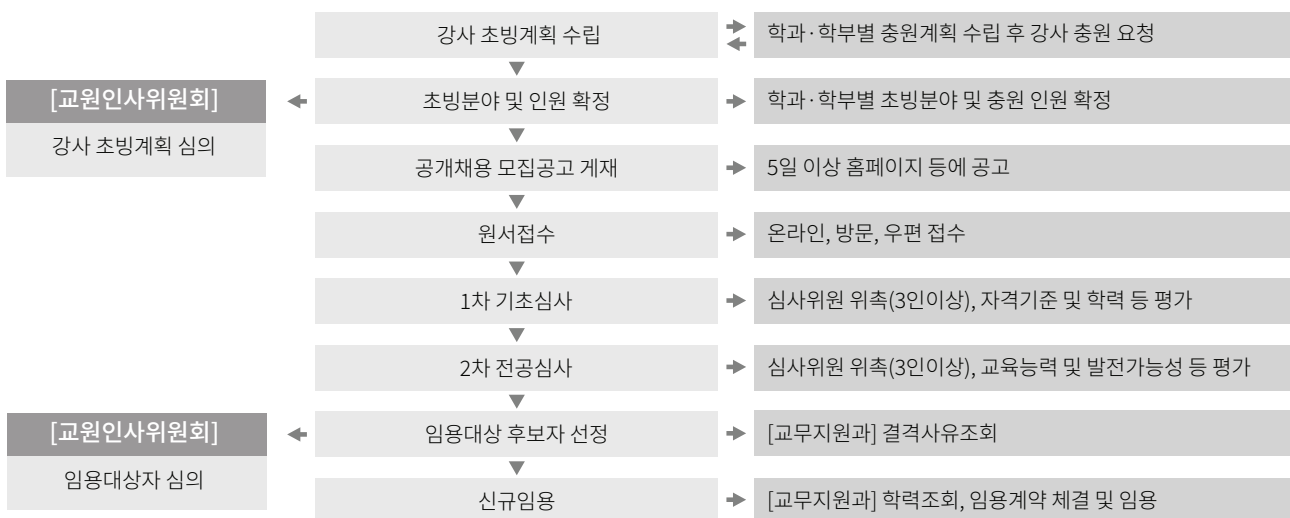 강사 초빙계획 수립
학과·학부별 충원계획 수립 후 강사 충원 요청
[교원인사위원회]
강사 초빙계획 심의
초빙분야 및 인원 확정
학과·학부별 초빙분야 및 충원 인원 확정
공개채용 모집공고 게재
5일 이상 홈페이지 등에 공고
원서접수
온라인, 방문, 우편 접수
1차 기초심사
심사위원 위촉(3인이상), 자격기준 및 학력 등 평가
2차 전공심사
심사위원 위촉(3인이상), 교육능력 및 발전가능성 등 평가
[교원인사위원회]
임용대상자 심의
임용대상 후보자 선정
[교무지원과] 결격사유조회
신규임용
[교무지원과] 학력조회, 임용계약 체결 및 임용